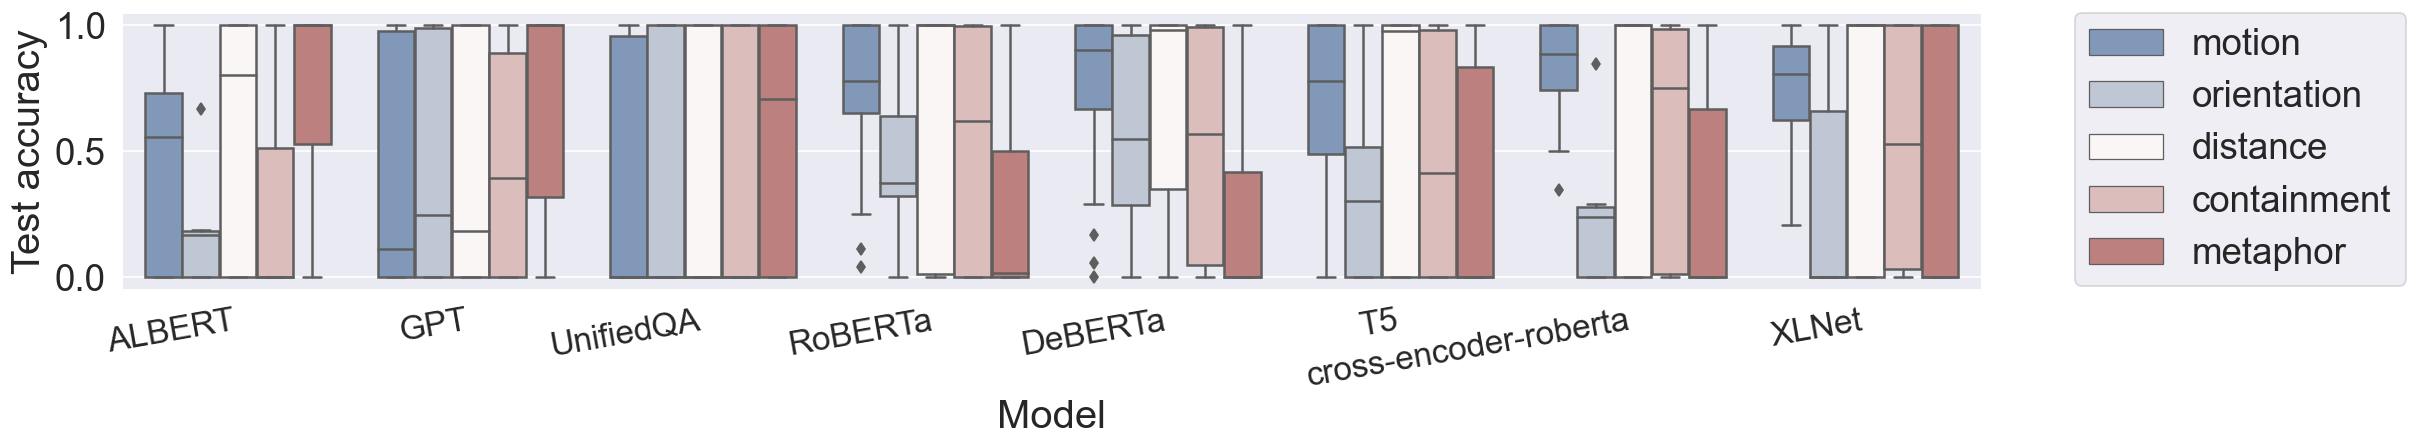 Test accuracy
1.0
0.5
0.0
ALBERT
GPT
UnifiedQA
RoBERTa
DeBERTa
T5
cross-encoder-roberta
XLNet
Model
motion
orientation
distance
containment
metaphor